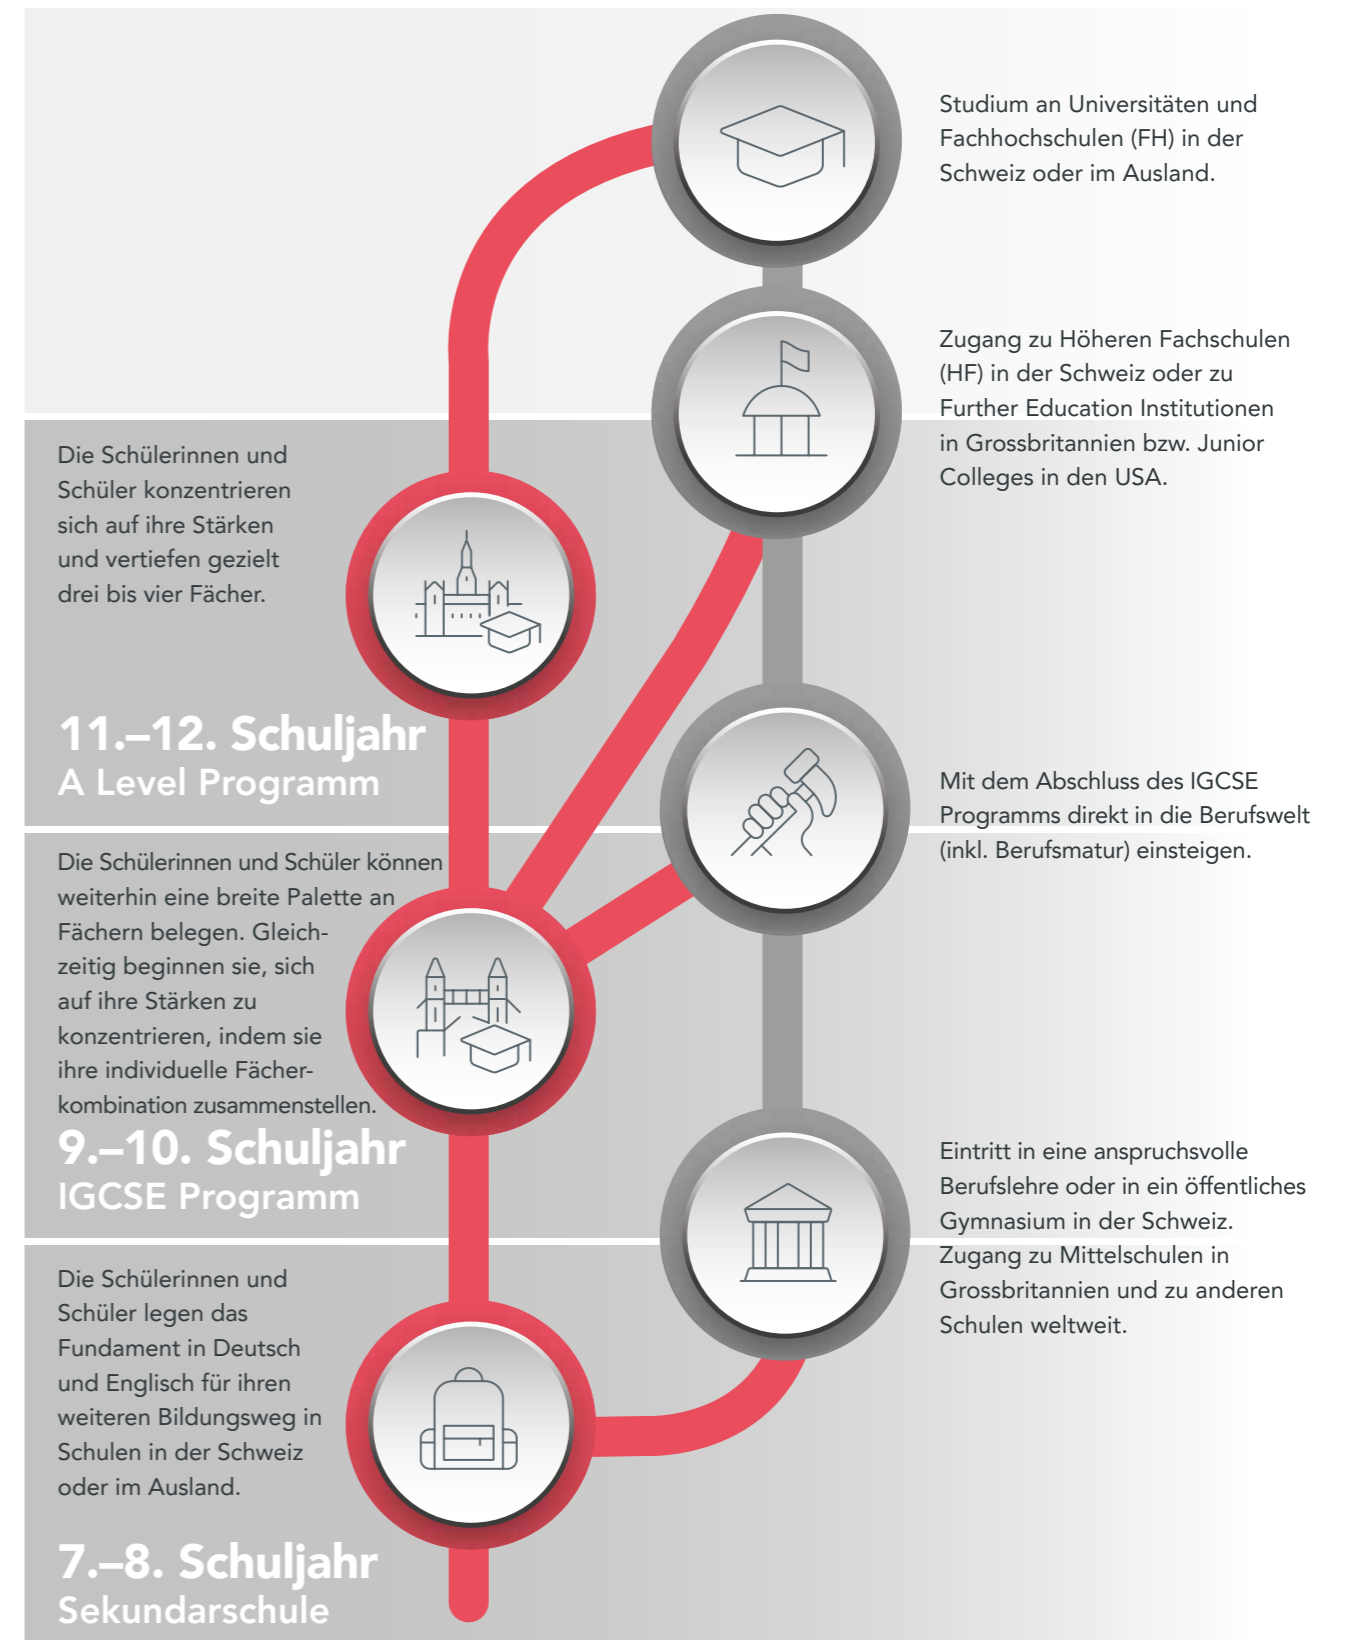 Studium an Universitäten und
Fachhochschulen (FH) in der
Schweiz oder im Ausland.
Zugang zu Höheren Fachschulen
(HF) in der Schweiz oder zu
Further Education Institutionen
in Grossbritannien bzw. Junior
Colleges in den USA.
Die Schülerinnen und
Schüler konzentrieren
sich auf ihre Stärken
und vertiefen gezielt
drei bis vier Fächer.
11.–12. Schuljahr
A Level Programm
Mit dem Abschluss des IGCSE
Programms direkt in die Berufswelt
(inkl. Berufsmatur) einsteigen.
Die Schülerinnen und Schüler können
weiterhin eine breite Palette an
Fächern belegen. Gleich-
zeitig beginnen sie, sich
auf ihre Stärken zu
konzentrieren, indem sie
ihre individuelle Fächer-
kombination zusammenstellen.
9.–10. Schuljahr
IGCSE Programm
Eintritt in eine anspruchsvolle
Berufslehre oder in ein öffentliches
Gymnasium in der Schweiz.
Zugang zu Mittelschulen in
Grossbritannien und zu anderen
Schulen weltweit.
Die Schülerinnen und
Schüler legen das
Fundament in Deutsch
und Englisch für ihren
weiteren Bildungsweg in
Schulen in der Schweiz
oder im Ausland.
7.–8. Schuljahr
Sekundarschule